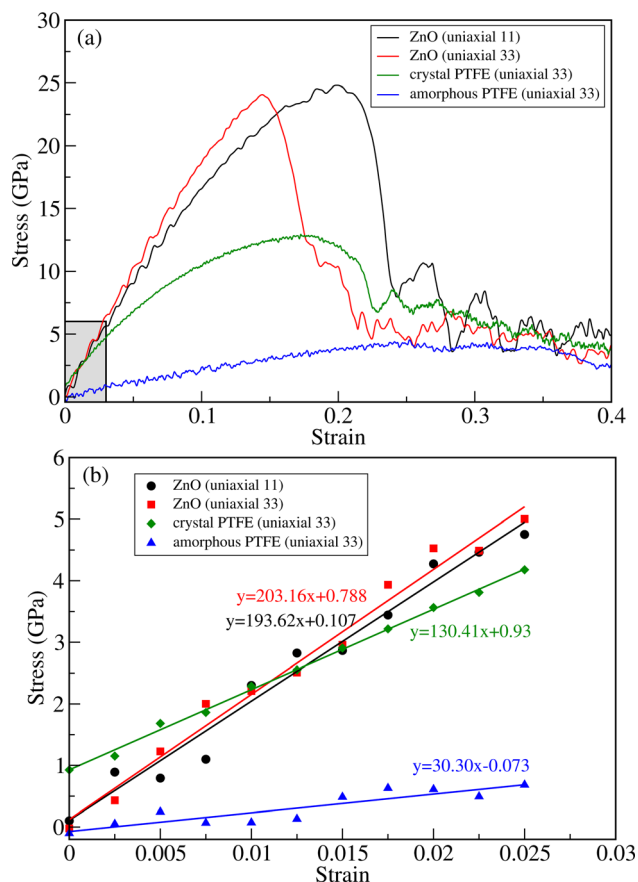 30
(a)
ZnO (uniaxial 11)
ZnO (uniaxial 33)
crystal PTFE (uniaxial 33)
amorphous PTFE (uniaxial 33)
25
20
15
10
5
0
Stress (GPa)
0 0.1 0.2 0.3 0.4
Strain
6
(b)
ZnO (uniaxial 11)
ZnO (uniaxial 33)
crystal PTFE (uniaxial 33)
amorphous PTFE (uniaxial 33)
5
4
y=203.16x+0.788
y=193.62x+0.107
y=130.41x+0.93
3
2
1
y=30.30x-0.073
0
Stress (GPa)
0 0.005 0.01 0.015 0.02 0.025 0.03
Strain